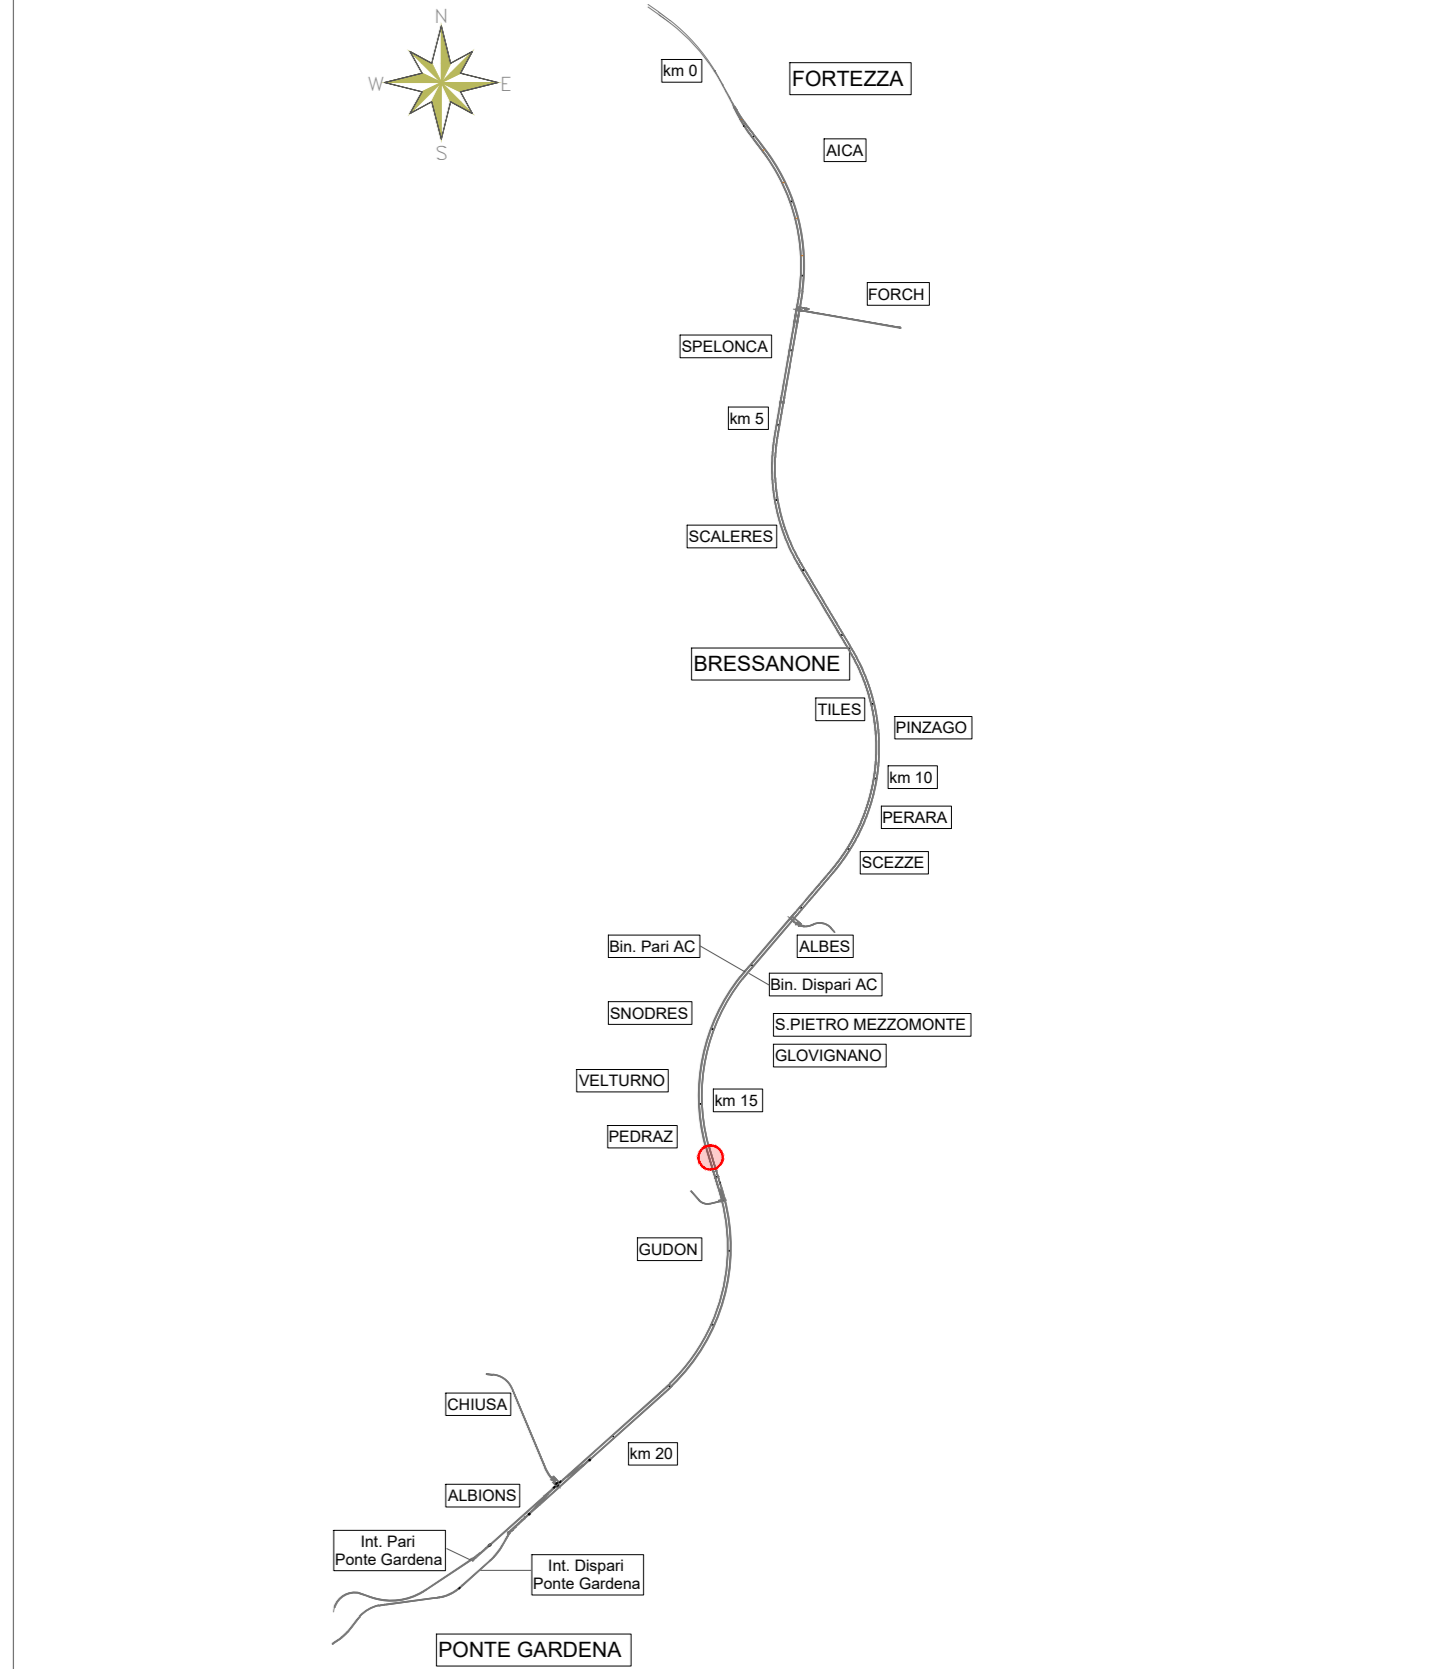 N
km 0
FORTEZZA
W
E
S
AICA
FORCH
SPELONCA
km 5
SCALERES
BRESSANONE
TILES
PINZAGO
km 10
PERARA
SCEZZE
Bin. Pari AC
ALBES
Bin. Dispari AC
SNODRES
S.PIETRO MEZZOMONTE
GLOVIGNANO
VELTURNO
km 15
PEDRAZ
GUDON
CHIUSA
km 20
ALBIONS
Int. Pari
Ponte Gardena
Int. Dispari
Ponte Gardena
PONTE GARDENA